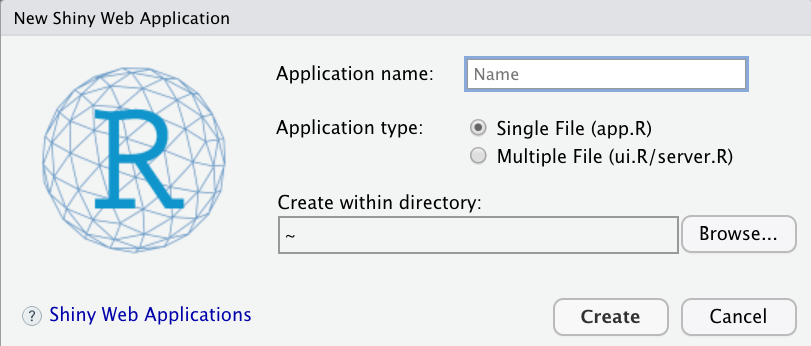 New Shiny Web Application
R
Application name: Name
Application type: Single File (app.R)
Multiple File (ui.R/server.R)
Create within directory:
~ Browse...
? Shiny Web Applications Create Cancel